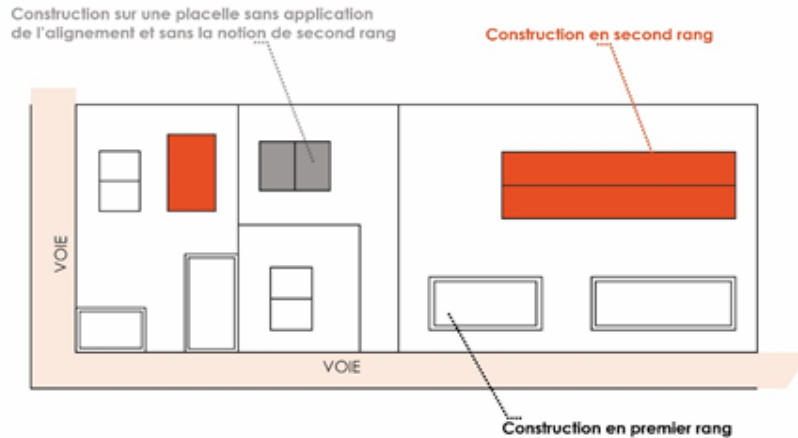 Construction sur une placelle sans application
de l'alignement et sans la notion de second rang
Construction en second rang
VOIE
VOIE
Construction en premier rang